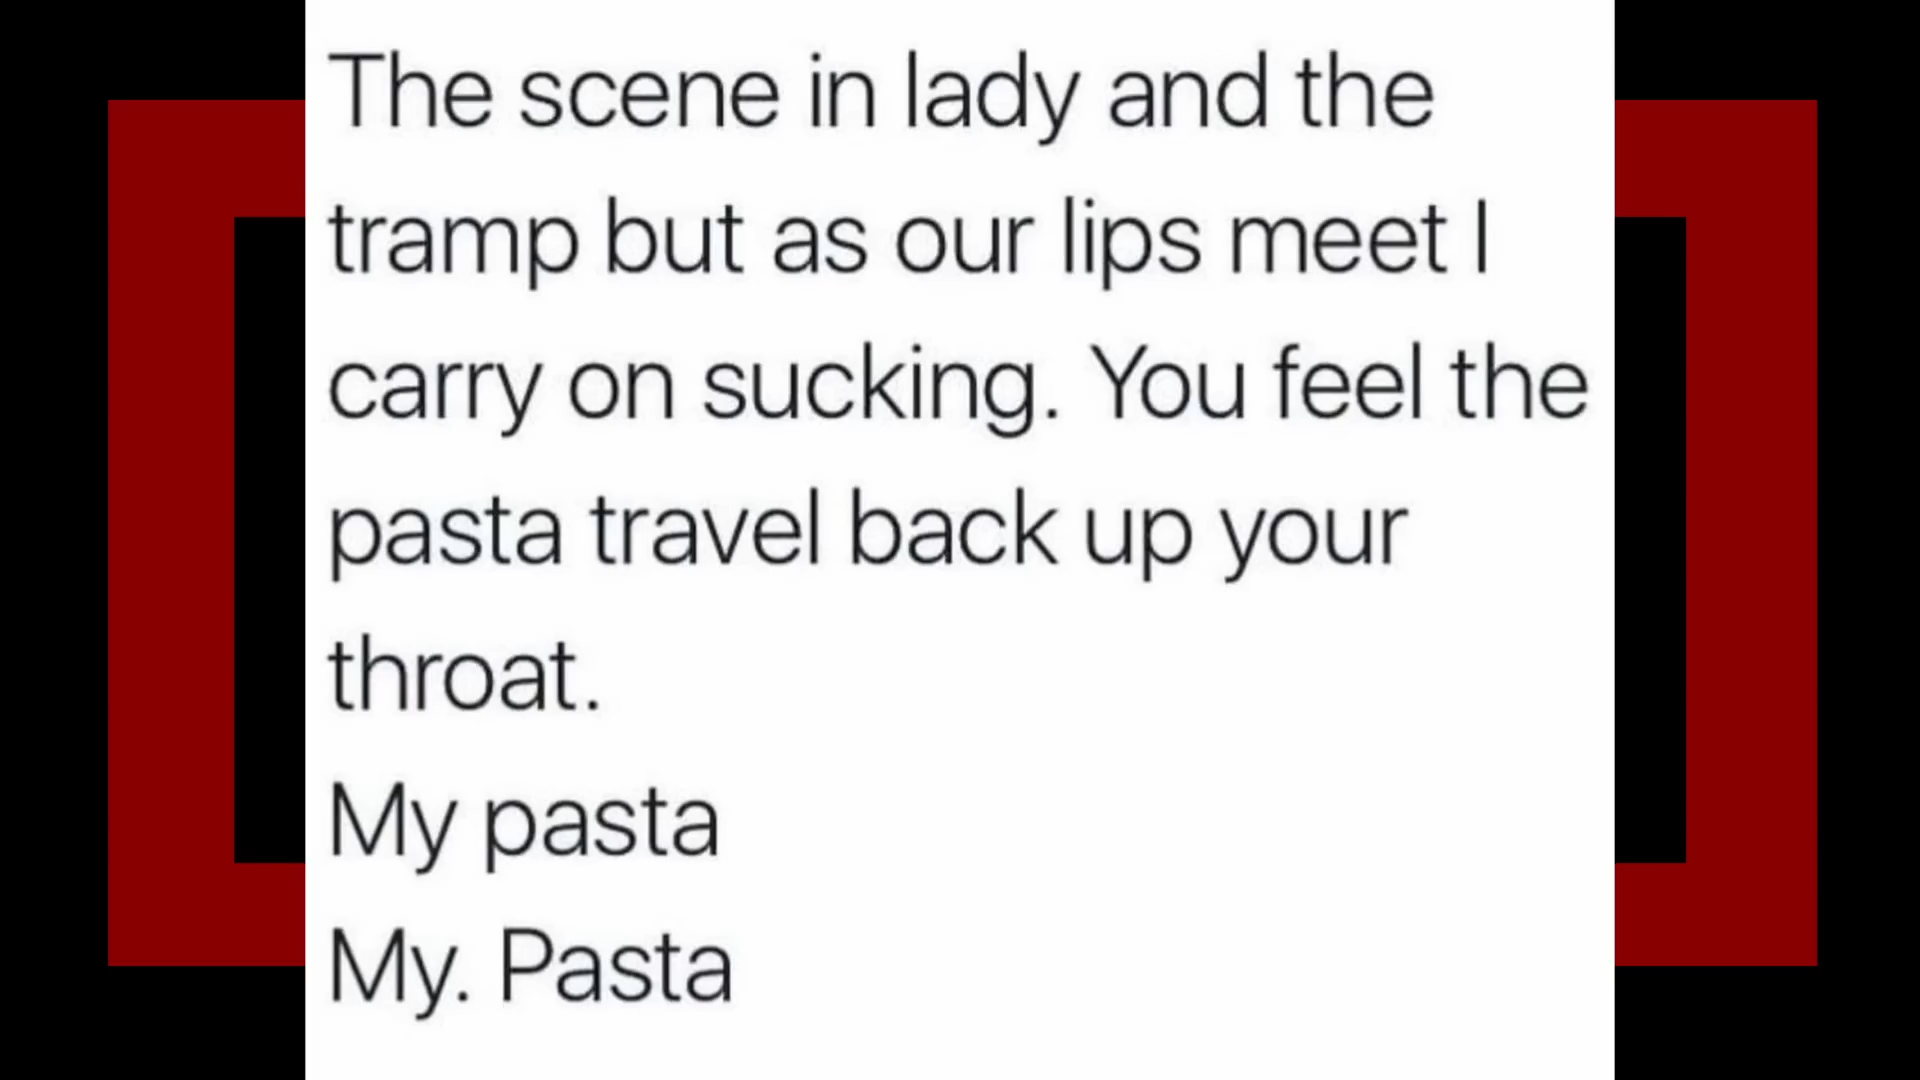 The scene in lady and the
tramp but as our lips meet I
carry on sucking. You feel the
pasta travel back up your
throat.
My pasta
My. Pasta